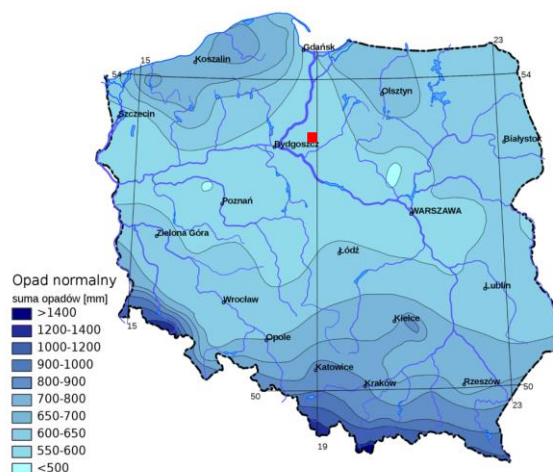 Gdańsk
23
15
Koszalin
54
54
Olsztyn
Szczecin
Białystok
Bydgoszcz
Poznań
WARSZAWA
Zielona Góra
Łódź
Opad normalny
suma opadów [mm]
>1400
1200-1400
1000-1200
900-1000
800-900
700-800
650-700
600-650
550-600
<500
Lublin
Wrocław
Kielce
15
Opole
Katowice
Kraków
Rzeszów
50
50
23
19